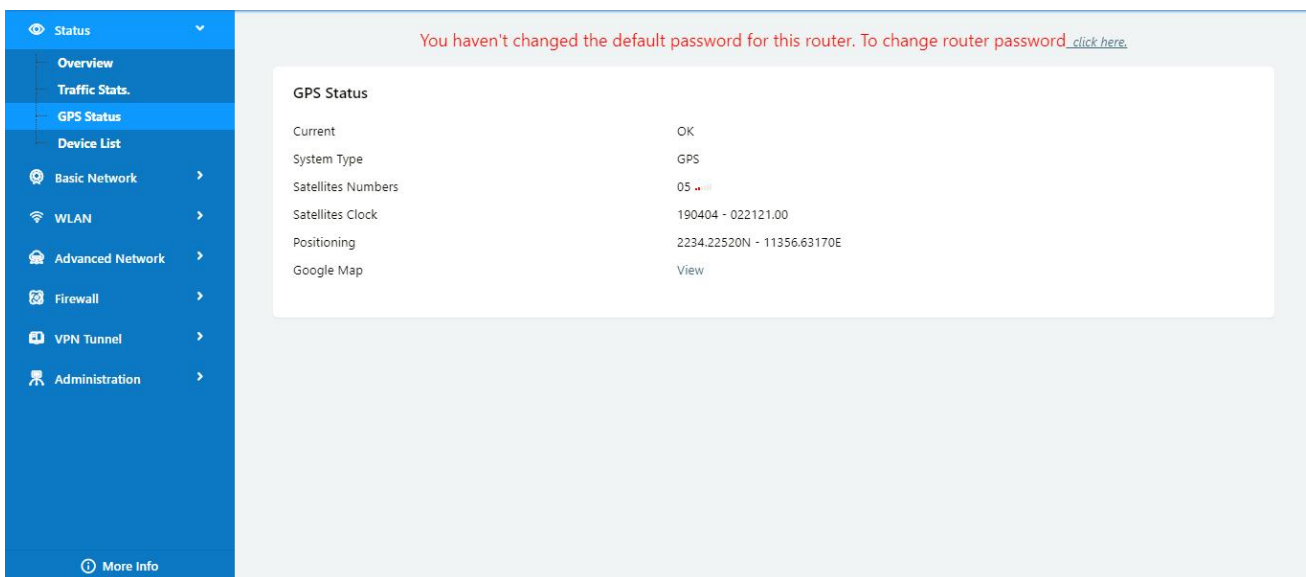 Status
Overview
Traffic Stats.
GPS Status
Device List
Basic Network
WLAN
Advanced Network
Firewall
VPN Tunnel
Administration
More Info
You haven't changed the default password for this router. To change router password click here.
GPS Status
Current OK
System Type GPS
Satellites Numbers 05
Satellites Clock 190404 - 022121.00
Positioning 2234.22520N - 11356.63170E
Google Map View